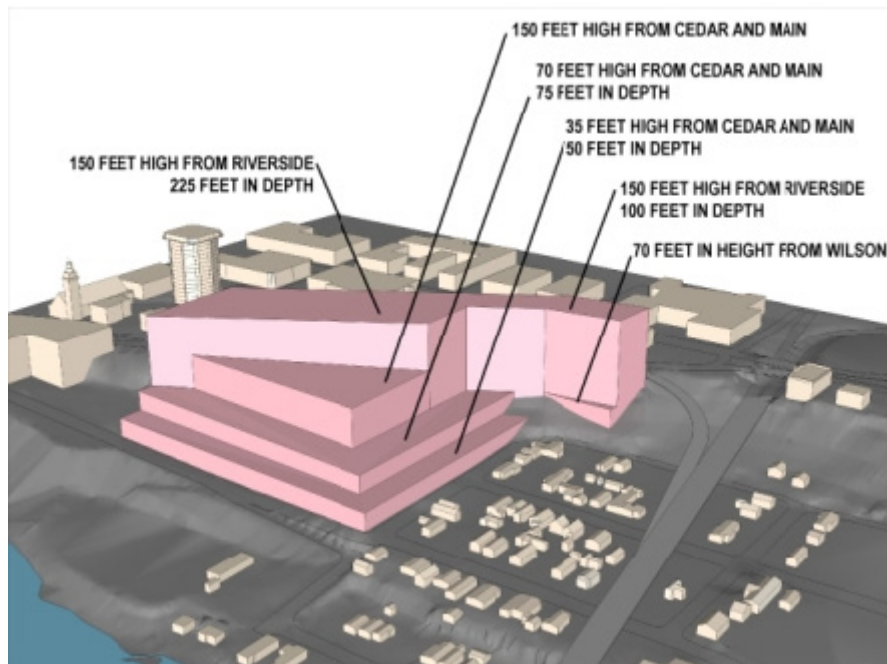 150 FEET HIGH FROM CEDAR AND MAIN
70 FEET HIGH FROM CEDAR AND MAIN
75 FEET IN DEPTH
35 FEET HIGH FROM CEDAR AND MAIN
50 FEET IN DEPTH
150 FEET HIGH FROM RIVERSIDE
225 FEET IN DEPTH
150 FEET HIGH FROM RIVERSIDE
100 FEET IN DEPTH
70 FEET IN HEIGHT FROM WILSON